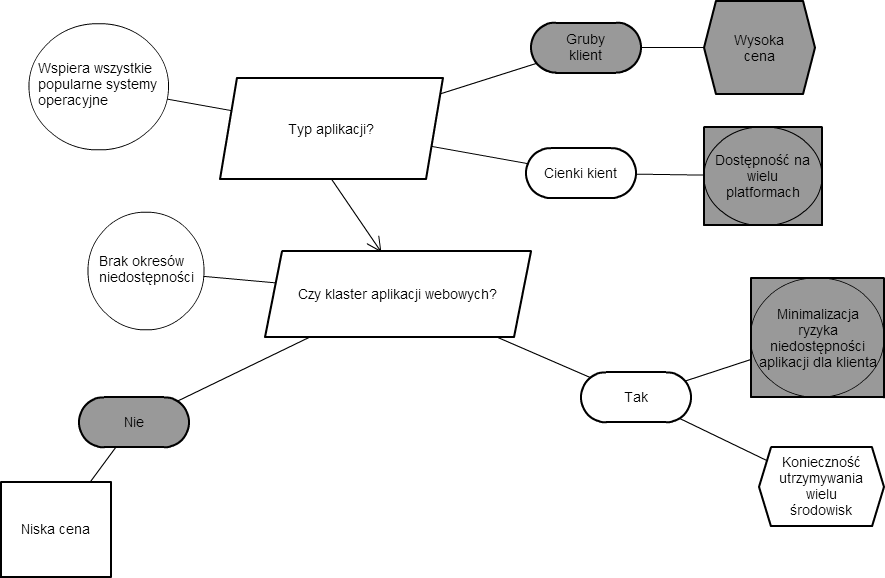 Gruby
klient
Wysoka
cena
Wspiera wszystkie
popularne systemy
operacyjne
Typ aplikacji?
Cienki kient
Dostępność na
wielu
platformach
Brak okresów
niedostępności
Czy klaster aplikacji webowych?
Minimalizacja
ryzyka
niedostępności
aplikacji dla klienta
Nie
Tak
Konieczność
utrzymywania
wielu
środowisk
Niska cena